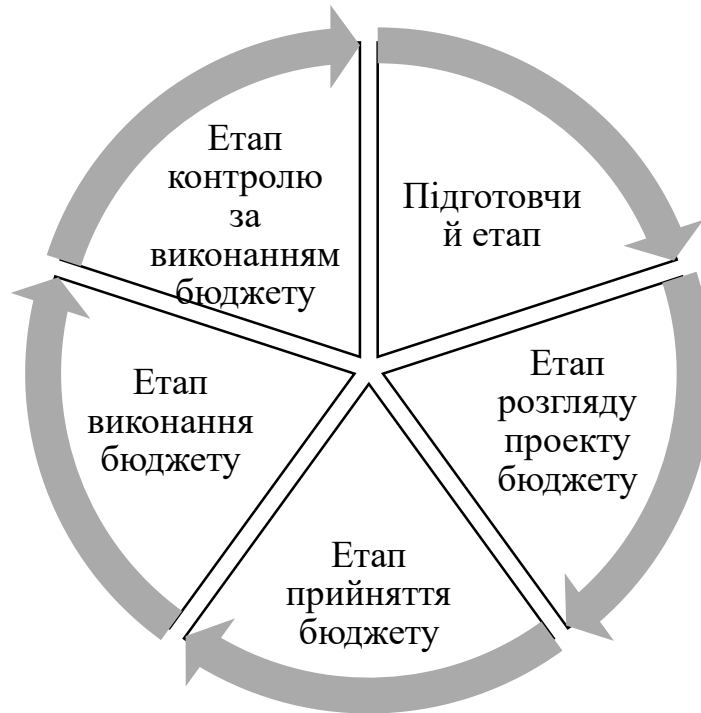 Етап
контролю
за
виконанням
бюджету
Підготовчи
й етап
Етап
розгляду
проекту
бюджету
Етап
прийняття
бюджету
Етап
виконання
бюджету